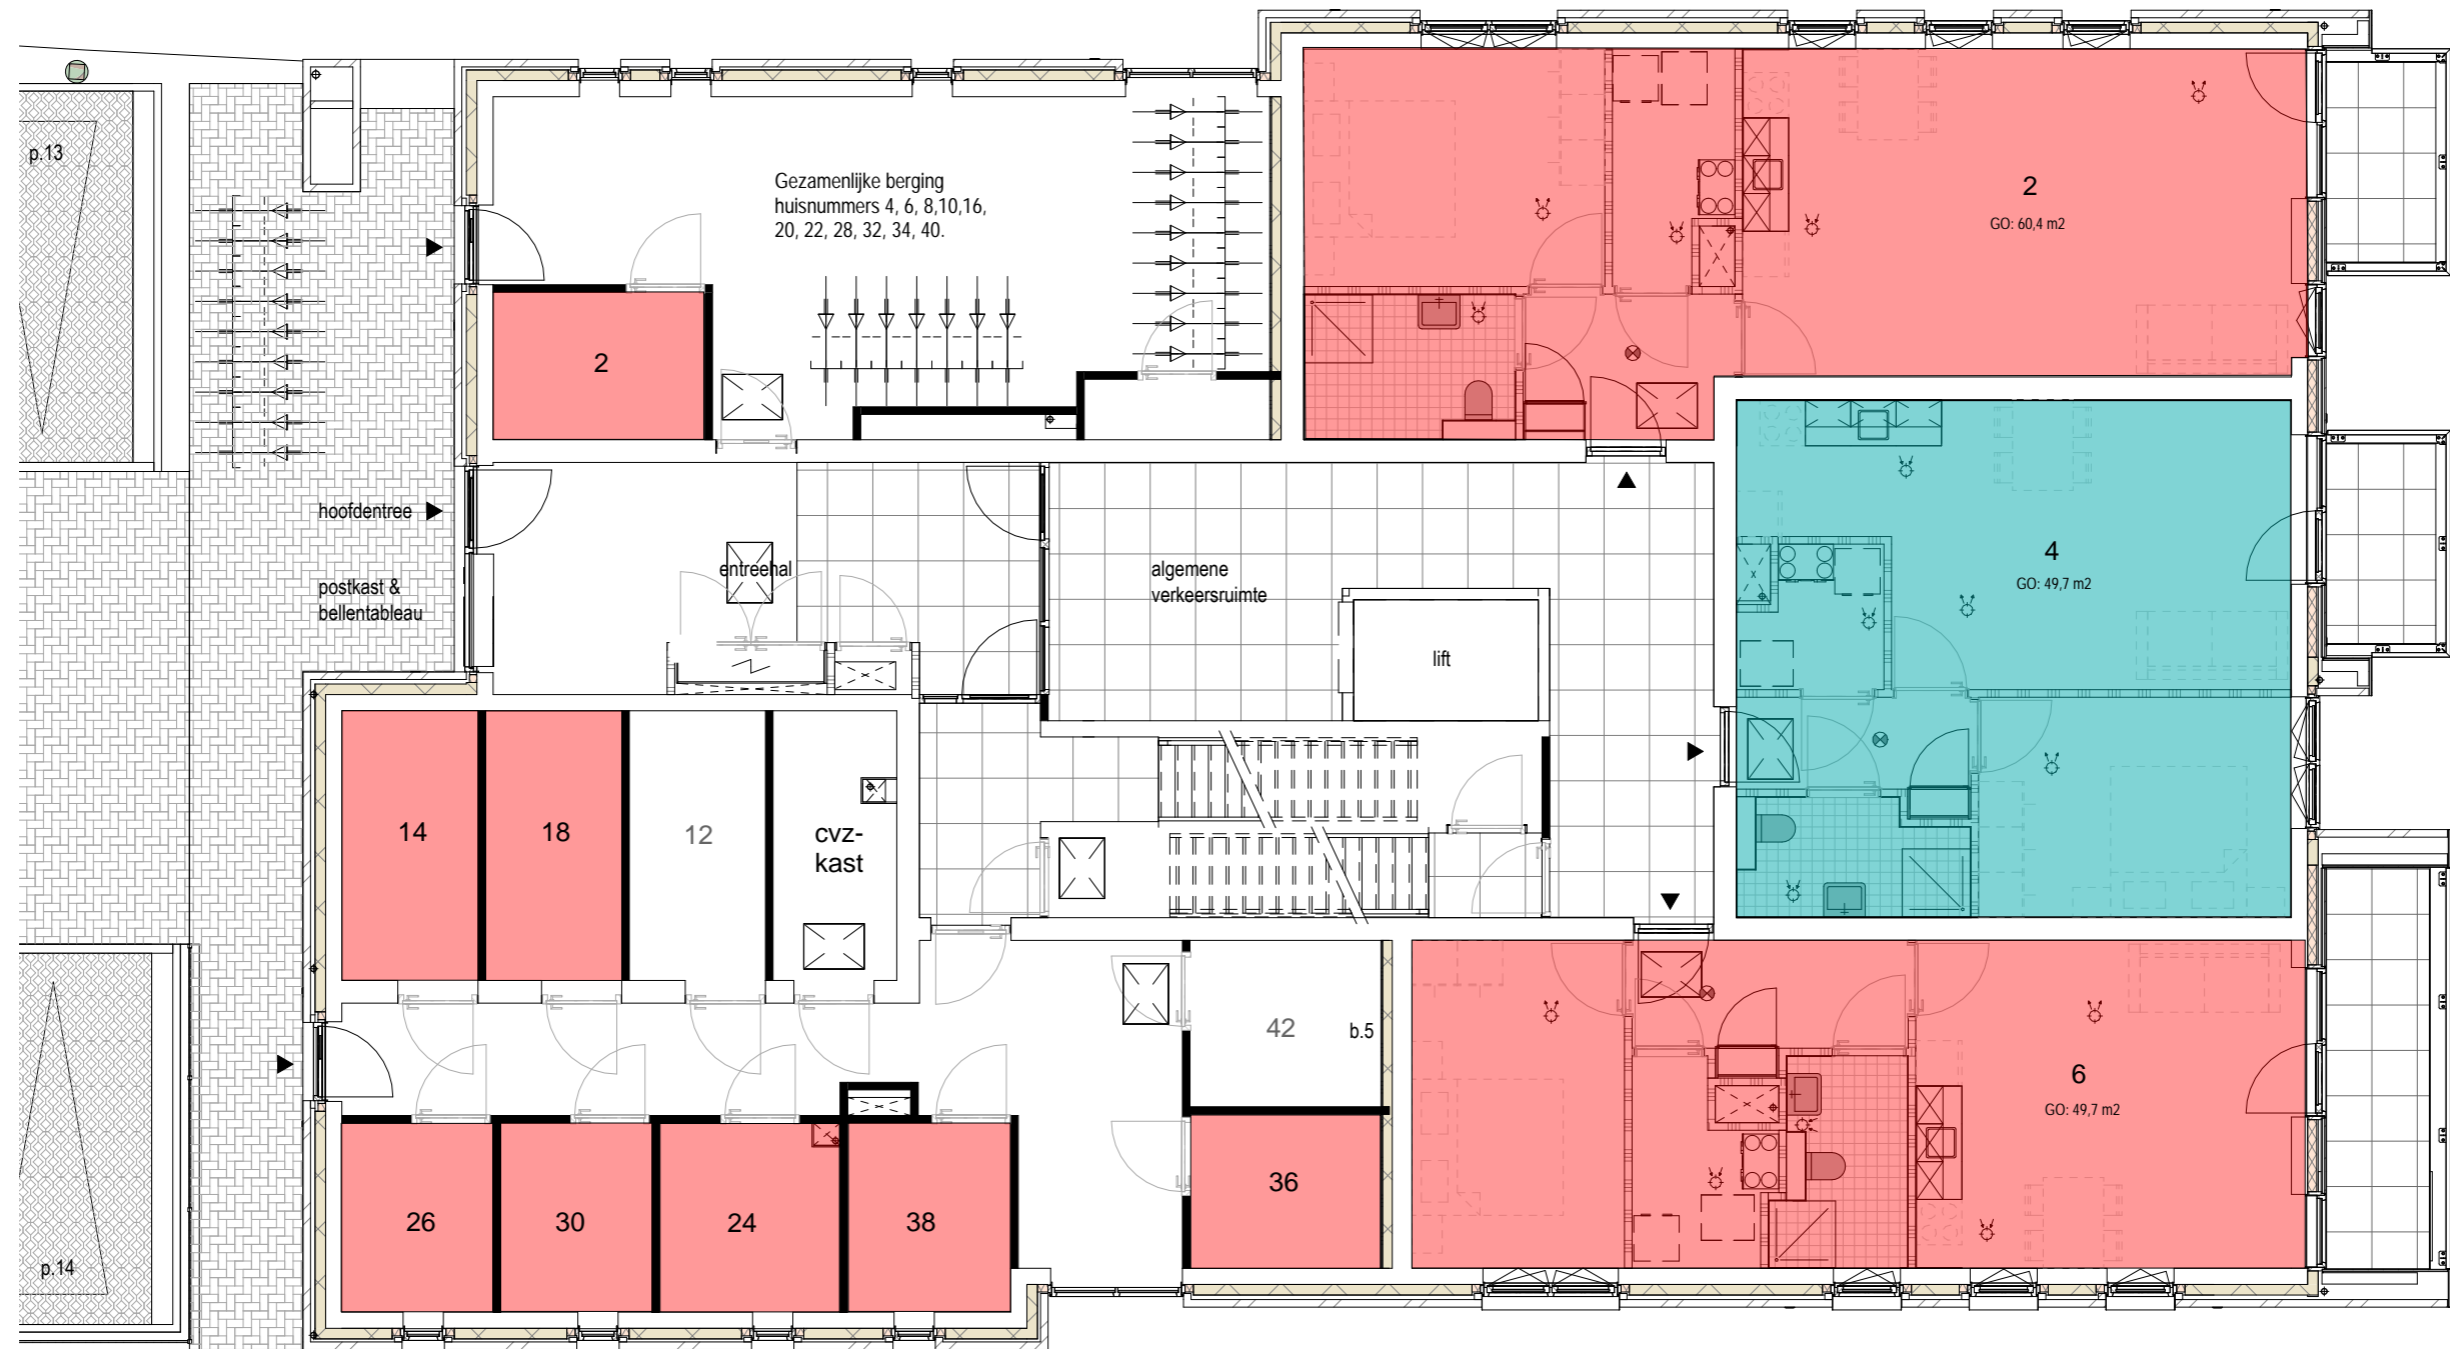 p.13
Gezamenlijke berging
huisnummers 4, 6, 8,10,16,
20, 22, 28, 32, 34, 40.
2
GO: 60,4 m2
2
hoofdentree
postkast &
bellentableau
entreehal
algemene
verkeersruimte
lift
4
GO: 49,7 m2
14
18
12
cvz-
kast
42
b.5
6
GO: 49,7 m2
36
26
30
24
38
p.14